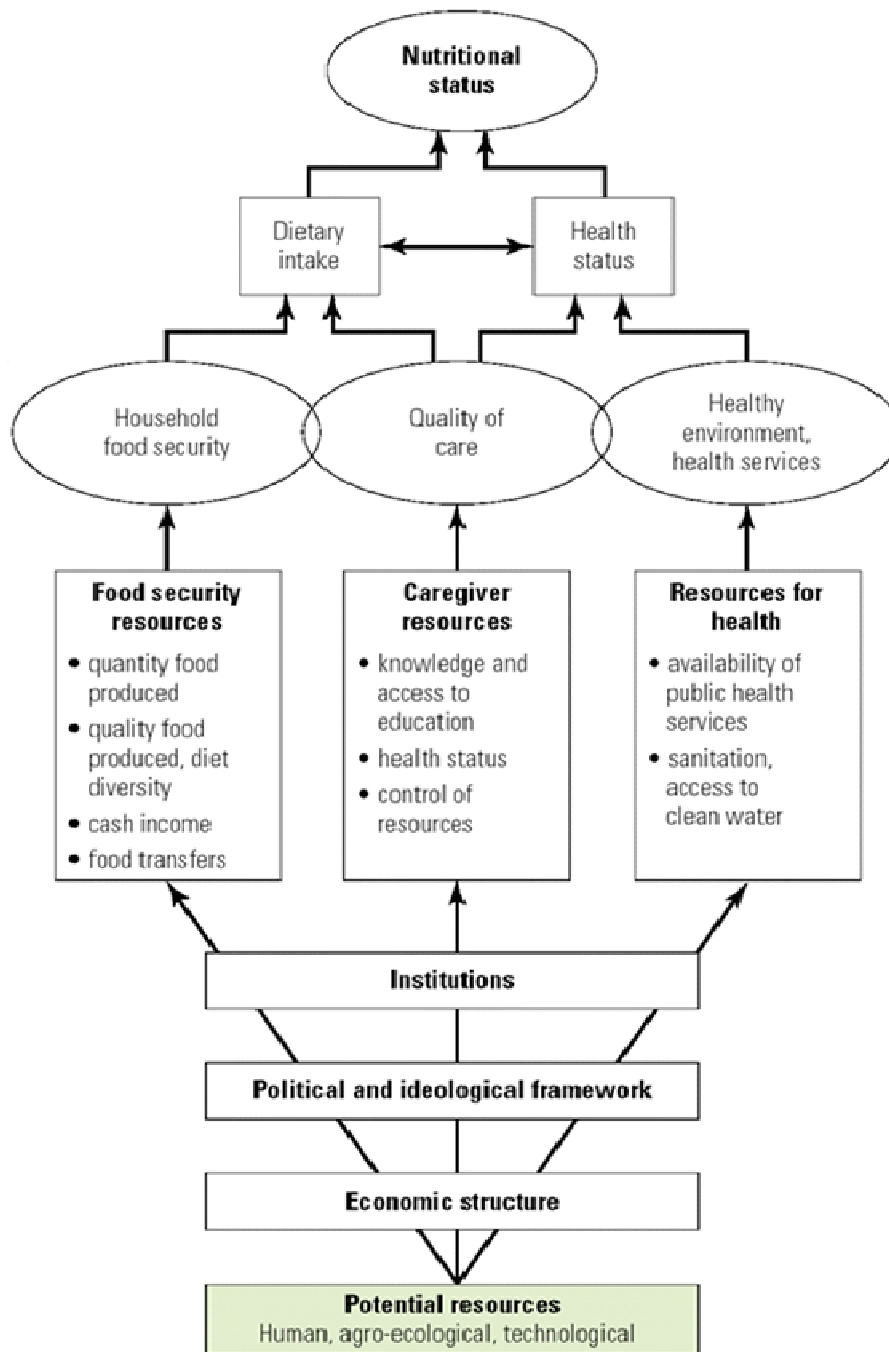 Nutritional
status
Dietary
intake
Health
status
Household
food security
Quality of
care
Healthy
environment,
health services
Food security
resources
• quantity food
produced
• quality food
produced, diet
diversity
• cash income
• food transfers
Caregiver
resources
• knowledge and
access to
education
• health status
• control of
resources
Resources for
health
• availability of
public health
services
• sanitation,
access to
clean water
Institutions
Political and ideological framework
Economic structure
Potential resources
Human, agro-ecological, technological